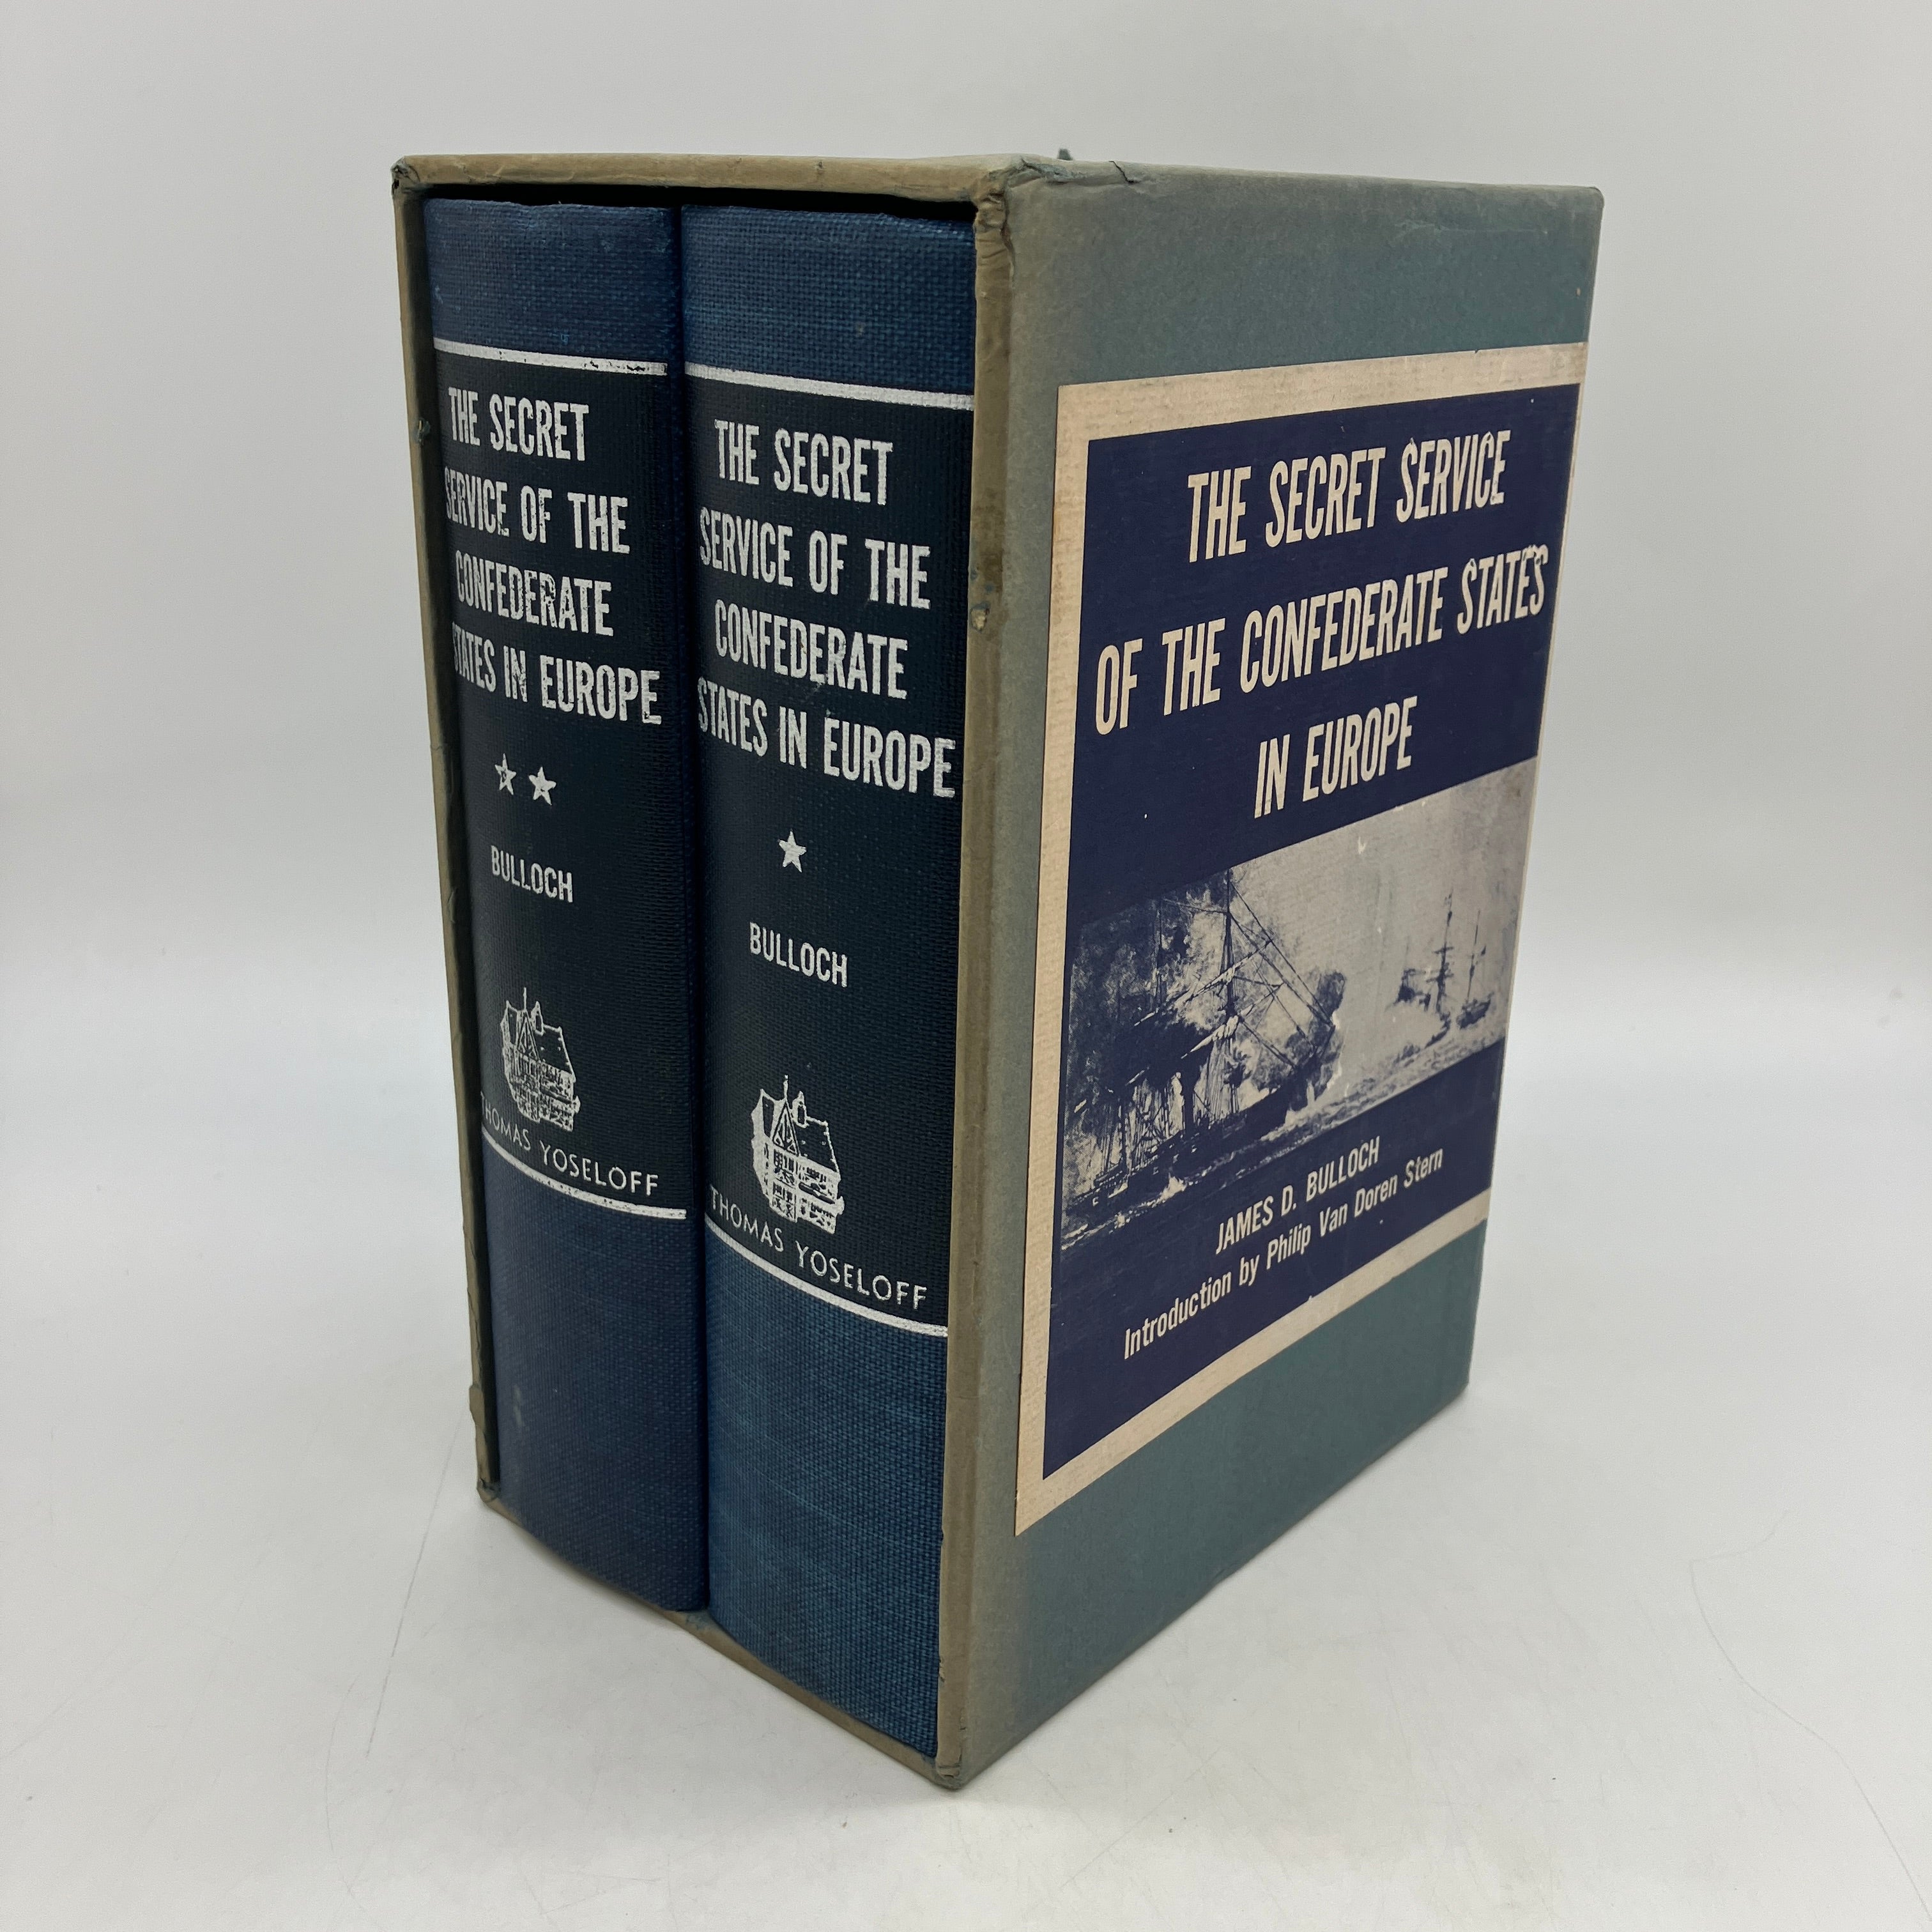 THE SECRET
SERVICE OF THE
CONFEDERATE
STATES IN EUROPE
BULLOCH
THOMAS YOSELOFF
THE SECRET
SERVICE OF THE
CONFEDERATE
STATES IN EUROPE
BULLOCH
THOMAS YOSELOFF
THE SECRET SERVICE
OF THE CONFEDERATE STATES
IN EUROPE
JAMES D. BULLOCH
Introduction by Philip Van Doren Stern